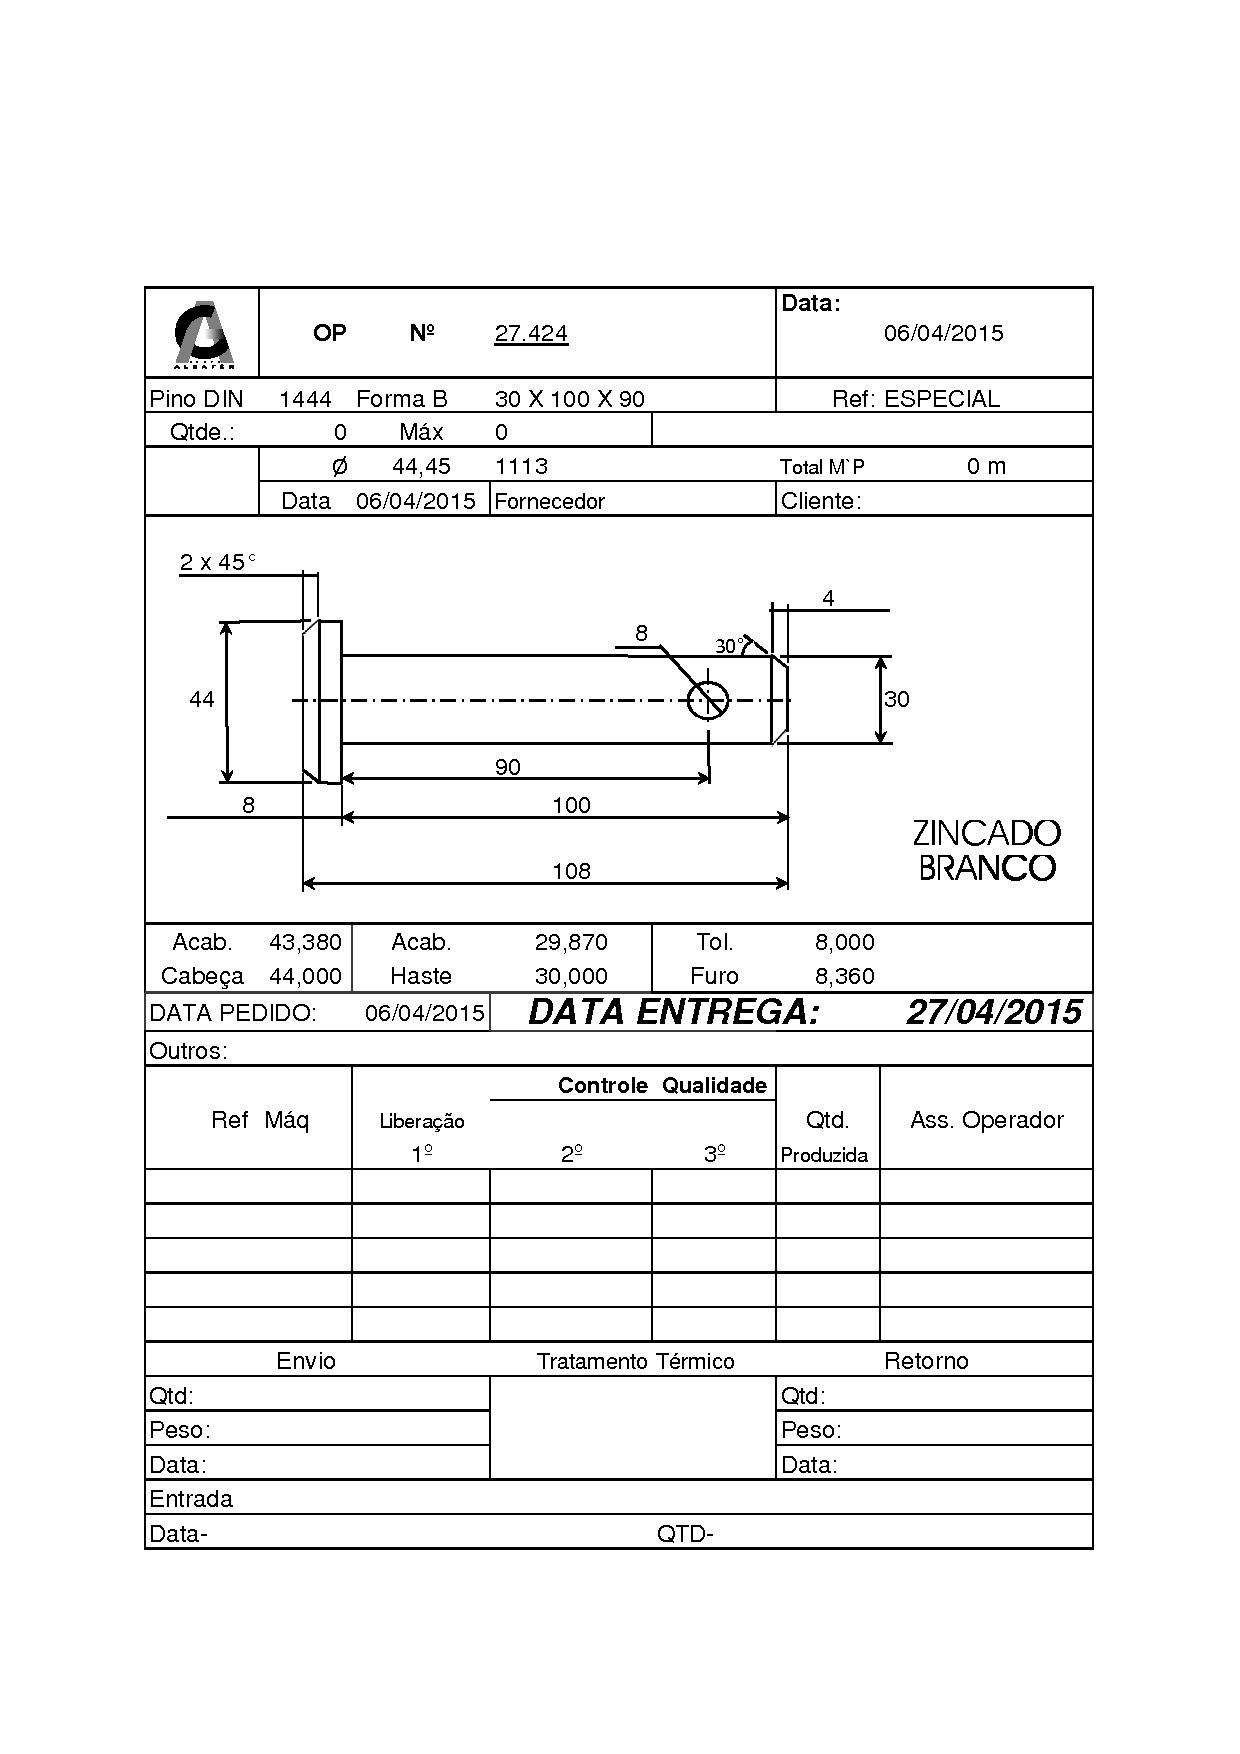 Data:
OP Nº 27.424 06/04/2015
ALBAFER
Pino DIN 1444 Forma B 30 X 100 X 90 Ref: ESPECIAL
Qtde.: 0 Máx 0
Ø 44,45 1113 Total M`P 0 m
Data 06/04/2015 Fornecedor Cliente:
2 x 45°
4
8
30°
44
30
90
8 100
ZINCADO
BRANCO
108
Acab. 43,380 Acab. 29,870 Tol. 8,000
Cabeça 44,000 Haste 30,000 Furo 8,360
DATA PEDIDO: 06/04/2015 DATA ENTREGA: 27/04/2015
Outros:
Controle Qualidade
Ref Máq Liberação Qtd. Ass. Operador
1º 2º 3º Produzida
Envio Tratamento Térmico Retorno
Qtd: Qtd:
Peso: Peso:
Data: Data:
Entrada
Data- QTD-